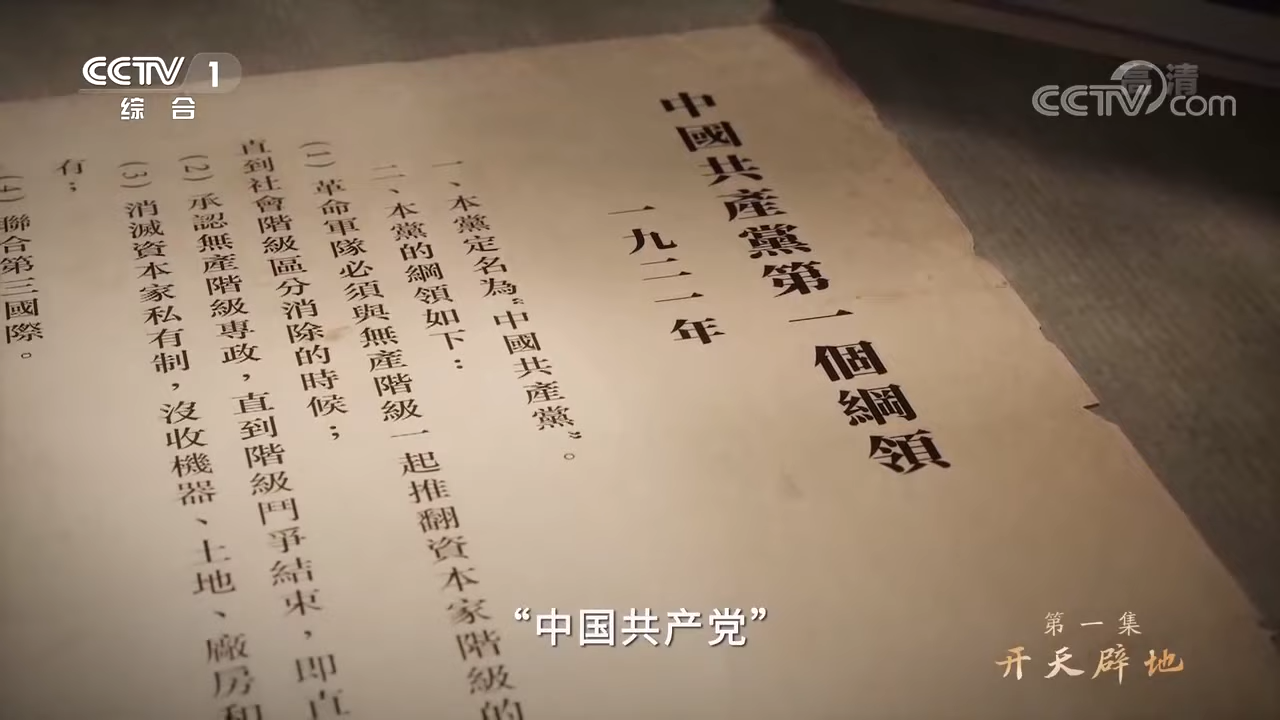 CCTV 1
综合
高清
CCTV.com
中國共產黨第一個綱領
一九二一年
一、本黨定名為“中國共產黨”。
二、本黨的綱領如下：
(1) 革命軍隊必須與無產階級一起推翻資本家階級的
直到社會階級區分消除的時候；
(2) 承認無產階級專政，直到階級鬥爭結束，即直
(3) 消滅資本家私有制，沒收機器、土地、廠房和
有；
(4) 聯合第三國際。
“中国共产党”
第一集
开天辟地